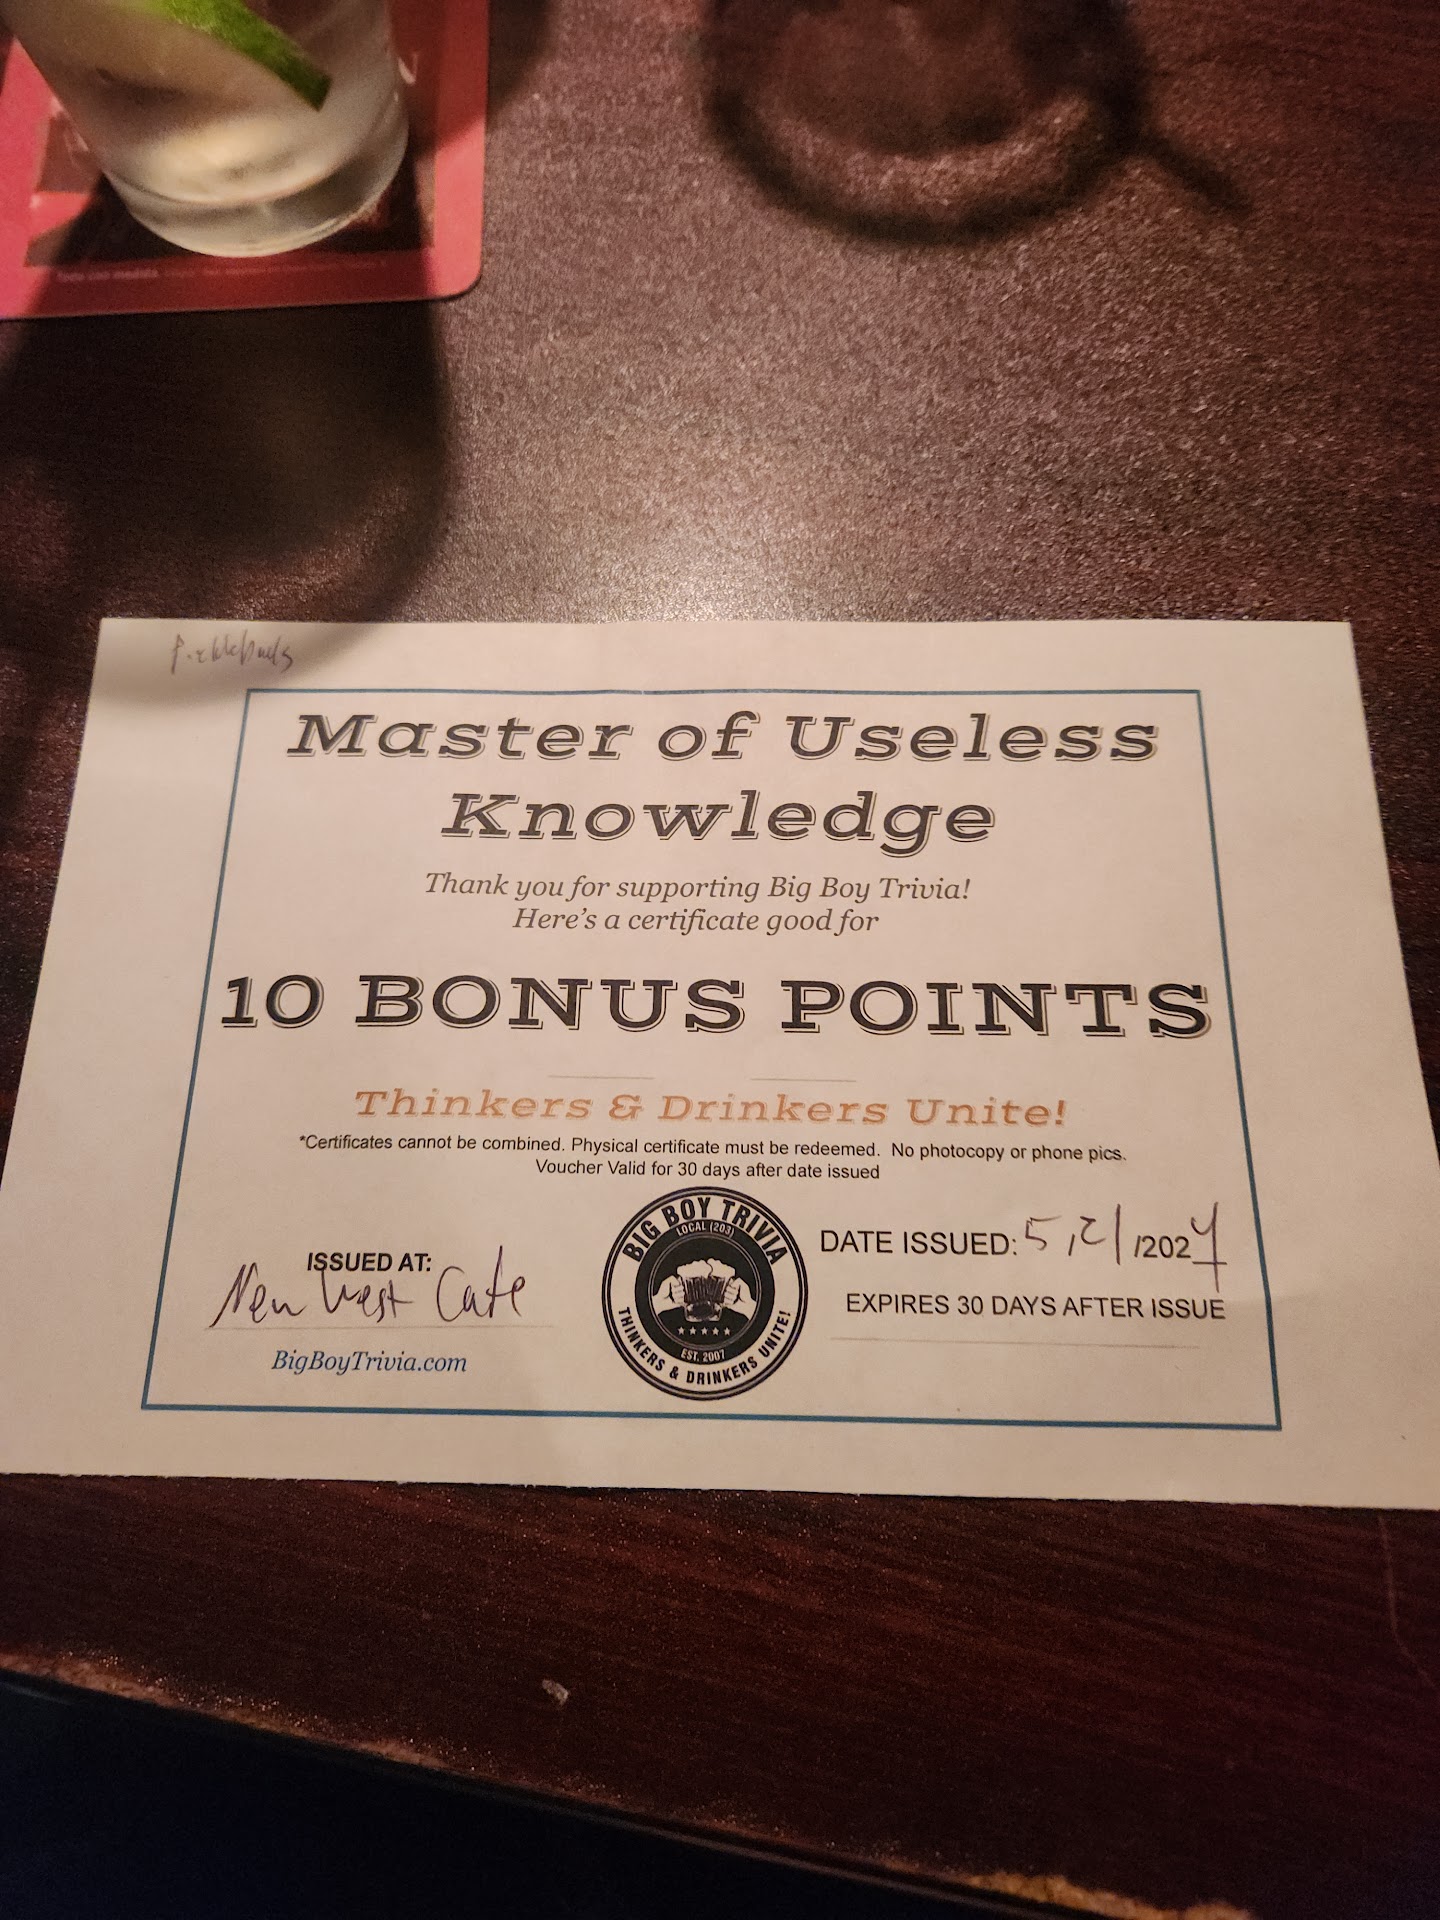 Master of Useless
Knowledge
Thank you for supporting Big Boy Trivia!
Here's a certificate good for
10 BONUS POINTS
Thinkers & Drinkers Unite!
*Certificates cannot be combined. Physical certificate must be redeemed. No photocopy or phone pics.
Voucher Valid for 30 days after date issued
ISSUED AT:
New West Cafe
BigBoyTrivia.com
BIG BOY TRIVIA
LOCAL (203)
EST. 2007
THINKERS & DRINKERS UNITE!
DATE ISSUED: 5/21/2024
EXPIRES 30 DAYS AFTER ISSUE